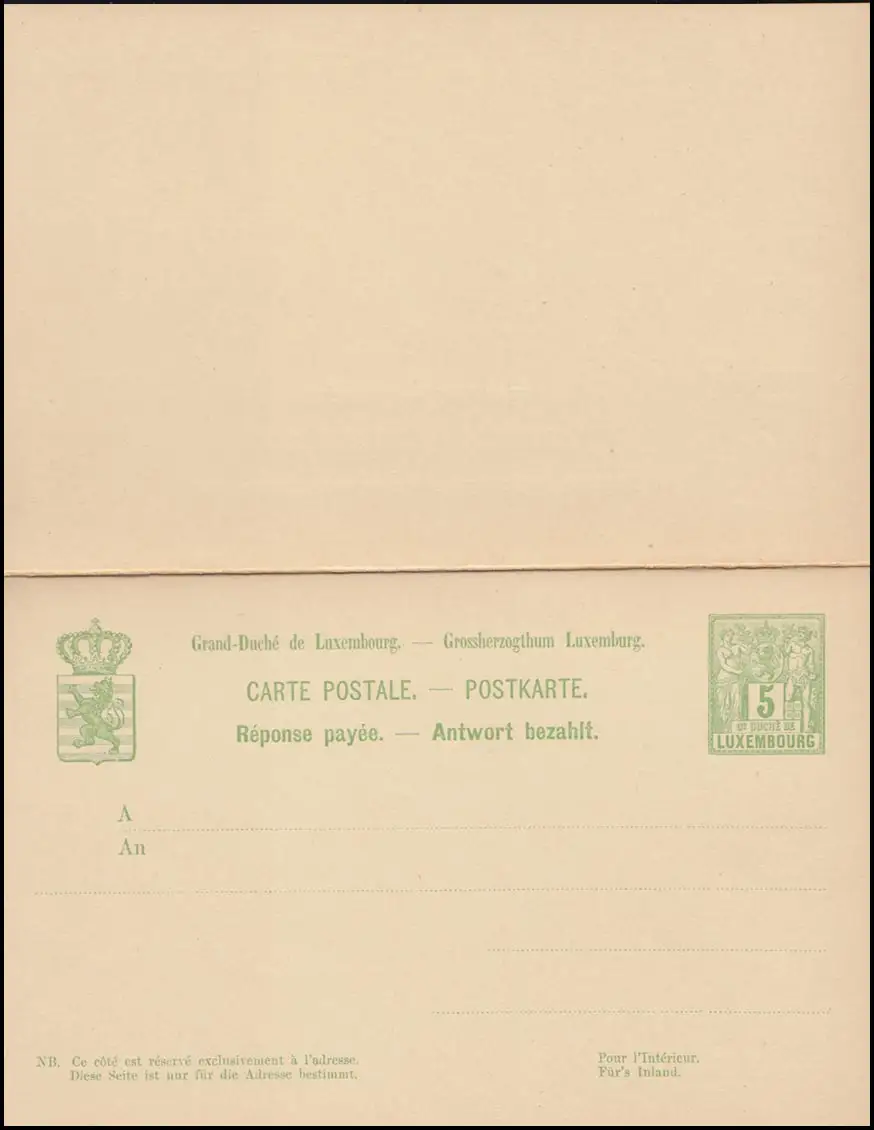 Grand-Duché de Luxembourg. — Grossherzogthum Luxemburg.
CARTE POSTALE. — POSTKARTE.
Réponse payée. — Antwort bezahlt.
5
GD DUCHÉ DE
LUXEMBOURG
A
An
NB. Ce côté est réservé exclusivement à l'adresse.
Diese Seite ist nur für die Adresse bestimmt.
Pour l'Intérieur.
Für's Inland.